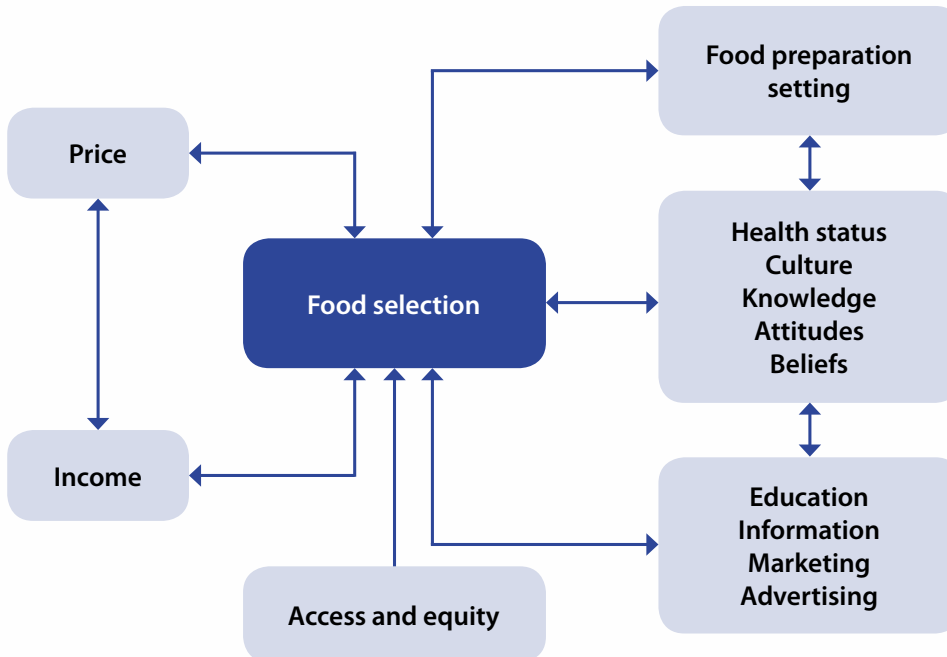 Food preparation
setting
Price
Health status
Culture
Knowledge
Attitudes
Beliefs
Food selection
Income
Education
Information
Marketing
Advertising
Access and equity